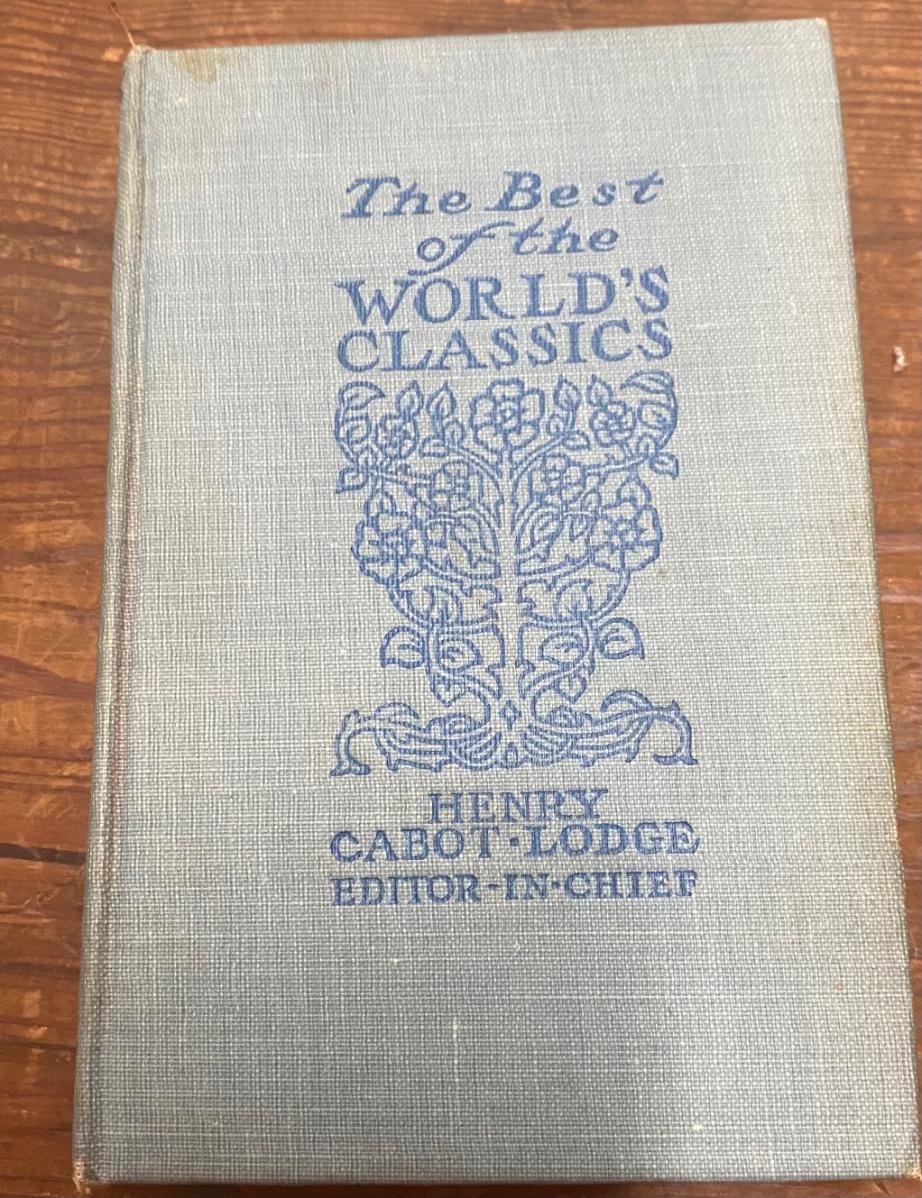 The Best
of the
WORLD'S
CLASSICS
HENRY
CABOT·LODGE
EDITOR-IN·CHIEF